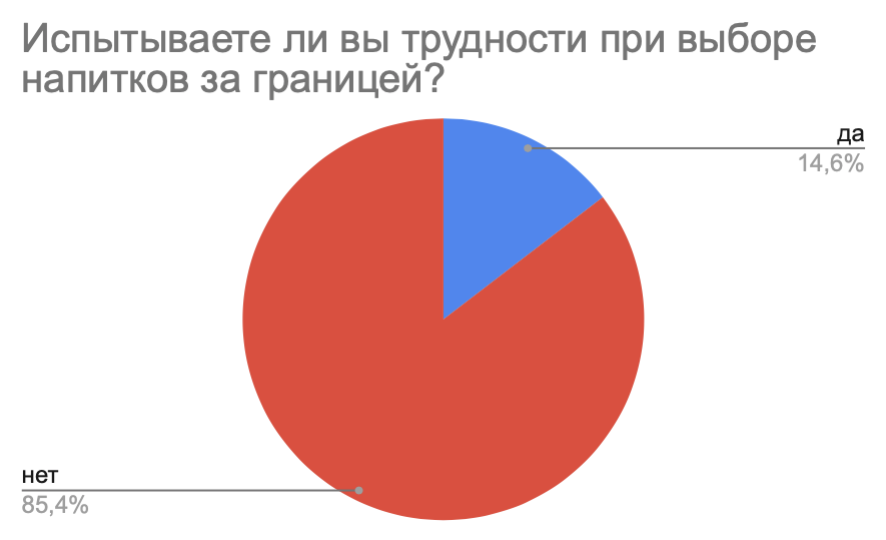 Испытываете ли вы трудности при выборе
напитков за границей?
да
14,6%
нет
85,4%